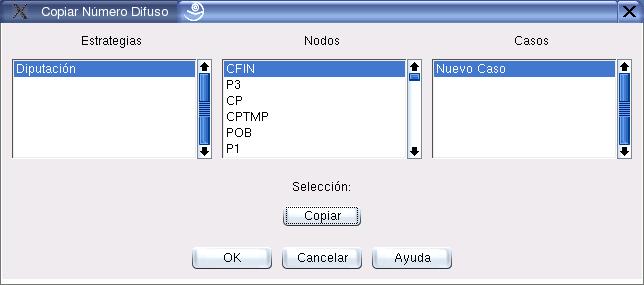 Copiar Número Difuso
Estrategias Nodos Casos
Diputación CFIN Nuevo Caso
P3
CP
CPTMP
POB
P1
Selección:
Copiar
OK Cancelar Ayuda